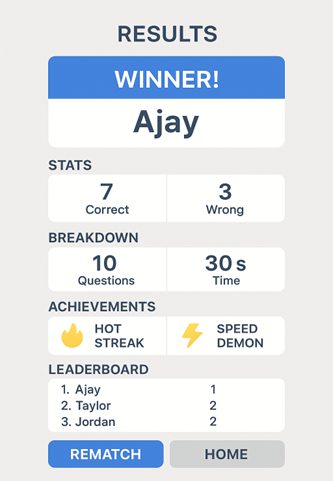 RESULTS
WINNER!
Ajay
STATS
7 3
Correct Wrong
BREAKDOWN
10 30 s
Questions Time
ACHIEVEMENTS
HOT STREAK
SPEED DEMON
LEADERBOARD
1. Ajay 1
2. Taylor 2
3. Jordan 2
REMATCH HOME